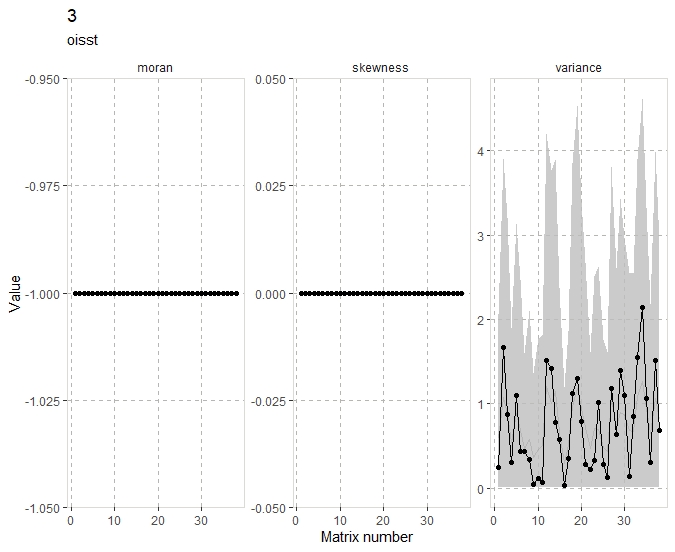 3
oisst
moran
skewness
variance
Value
-0.950
-0.975
-1.000
-1.025
-1.050
0 10 20 30
0.050
0.025
0.000
-0.025
-0.050
0 10 20 30
4
3
2
1
0
0 10 20 30
Matrix number